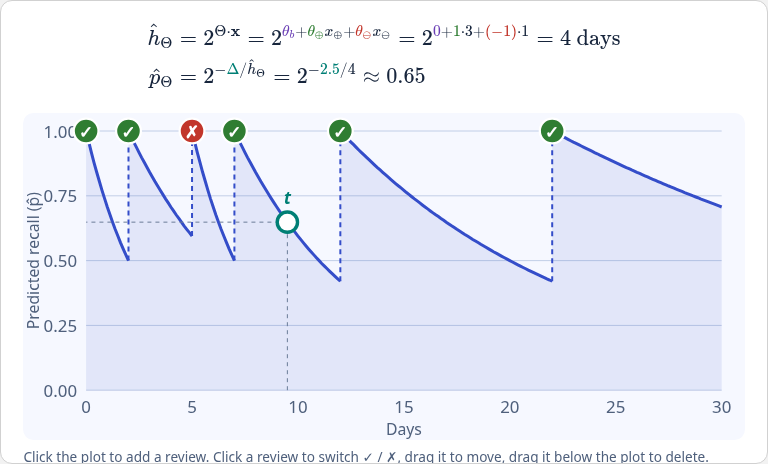 ĥ_Θ = 2^{Θ·x} = 2^{θ_b+θ_⊕x_⊕+θ_⊖x_⊖} = 2^{0+1·3+(−1)·1} = 4 days
p̂_Θ = 2^{−Δ/ĥ_Θ} = 2^{−2.5/4} ≈ 0.65
1.00 ✓ ✓ ✗ ✓ ✓ ✓
0.75
t
0.50
0.25
0.00
Predicted recall (p̂)
0 5 10 15 20 25 30
Days
Click the plot to add a review. Click a review to switch ✓ / ✗, drag it to move, drag it below the plot to delete.